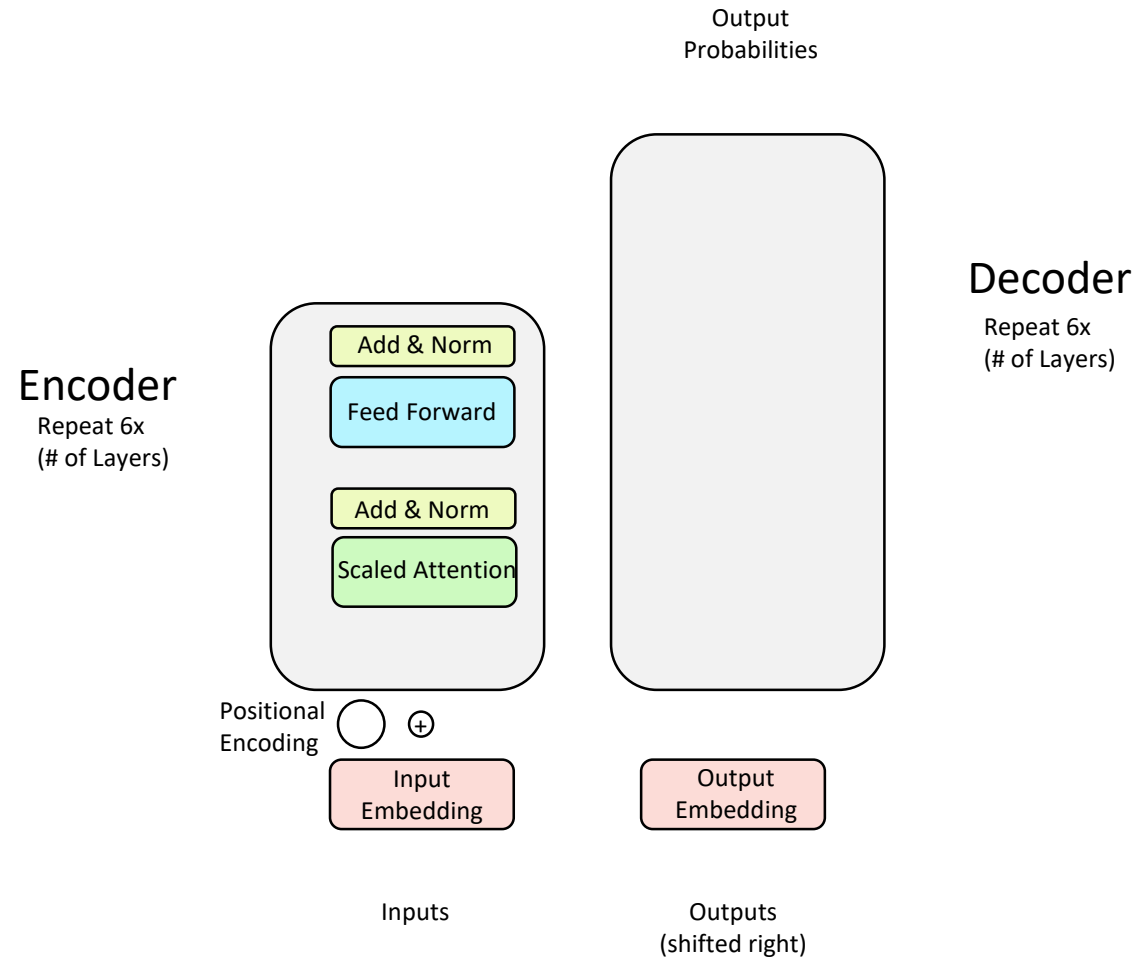 Output
Probabilities
Decoder
Repeat 6x
(# of Layers)
Encoder
Repeat 6x
(# of Layers)
Add & Norm
Feed Forward
Add & Norm
Scaled Attention
Positional
Encoding
+
Input
Embedding
Output
Embedding
Inputs
Outputs
(shifted right)